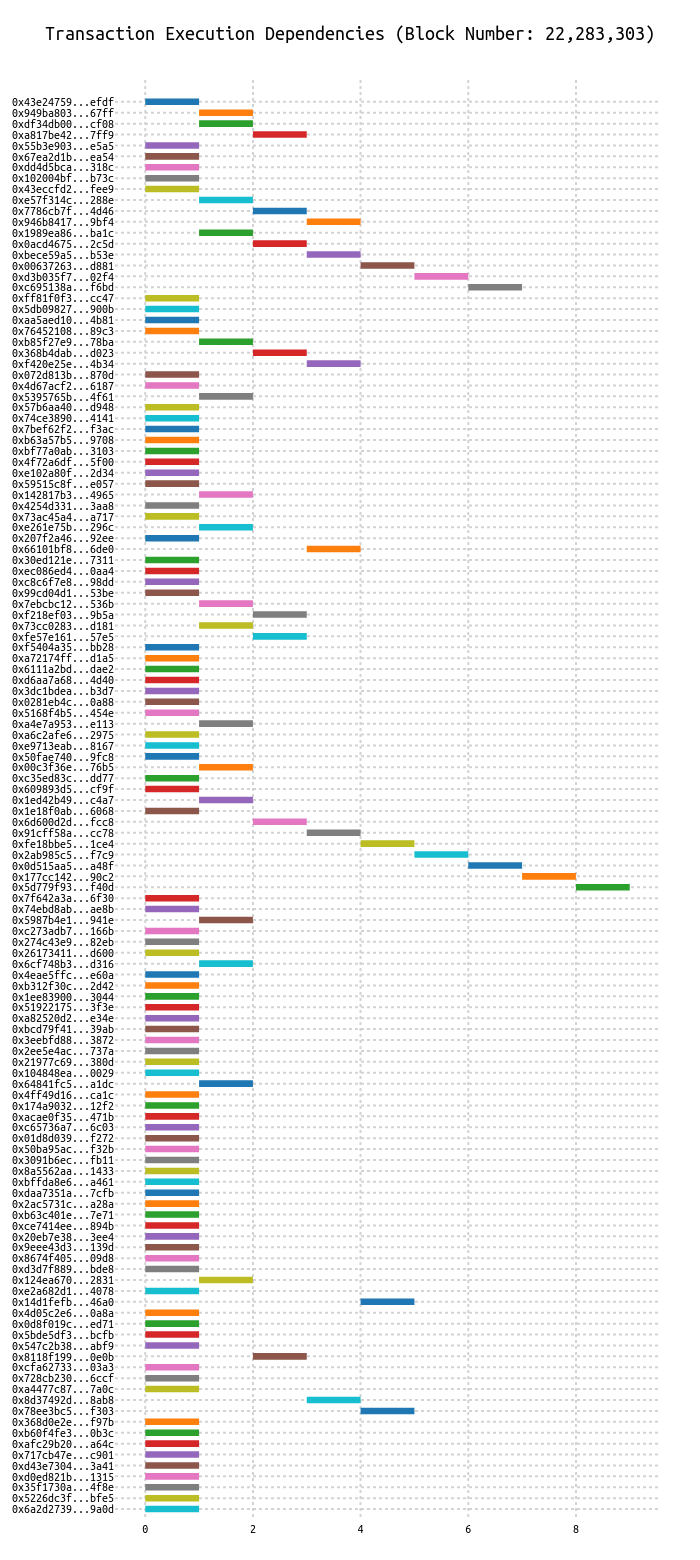 Transaction Execution Dependencies (Block Number: 22,283,303)
0x43e24759...efdf
0x949ba803...67ff
0xdf34db00...cf08
0xa817be42...7ff9
0x55b3e903...e5a5
0x67ea2d1b...ea54
0xdd4d5bca...318c
0x102004bf...b73c
0x43eccfd2...fee9
0xe57f314c...288e
0x7786cb7f...4d46
0x946b8417...9bf4
0x1989ea86...ba1c
0x0acd4675...2c5d
0xbece59a5...b53e
0x00637263...d881
0xd3b035f7...02f4
0xc695138a...f6bd
0xff81f0f3...cc47
0x5db09827...900b
0xaa5aed10...4b81
0x76452108...89c3
0xb85f27e9...78ba
0x368b4dab...d023
0xf420e25e...4b34
0x072d813b...870d
0x4d67acf2...6187
0x5395765b...4f61
0x57b6aa40...d948
0x74ce3890...4141
0x7bef62f2...f3ac
0xb63a57b5...9708
0xbf77a0ab...3103
0x4f72a6df...5f00
0xe102a80f...2d34
0x59515c8f...e057
0x142817b3...4965
0x4254d331...3aa8
0x73ac45a4...a717
0xe261e75b...296c
0x207f2a46...92ee
0x66101bf8...6de0
0x30ed121e...7311
0xec086ed4...0aa4
0xc8c6f7e8...98dd
0x99cd04d1...53be
0x7ebcbc12...536b
0xf218ef03...9b5a
0x73cc0283...d181
0xfe57e161...57e5
0xf5404a35...bb28
0xa72174ff...d1a5
0x6111a2bd...dae2
0xd6aa7a68...4d40
0x3dc1bdea...b3d7
0x0281eb4c...0a88
0x5168f4b5...454e
0xa4e7a953...e113
0xa6c2afe6...2975
0xe9713eab...8167
0x50fae740...9fc8
0x00c3f36e...76b5
0xc35ed83c...dd77
0x609893d5...cf9f
0x1ed42b49...c4a7
0x1e18f0ab...6068
0x6d600d2d...fcc8
0x91cff58a...cc78
0xfe18bbe5...1ce4
0x2ab985c5...f7c9
0x0d515aa5...a48f
0x177cc142...90c2
0x5d779f93...f40d
0x7f642a3a...6f30
0x74ebd8ab...ae8b
0x5987b4e1...941e
0xc273adb7...166b
0x274c43e9...82eb
0x26173411...d600
0x6cf748b3...d316
0x4eae5ffc...e60a
0xb312f30c...2d42
0x1ee83900...3044
0x51922175...3f3e
0xa82520d2...e34e
0xbcd79f41...39ab
0x3eebfd88...3872
0x2ee5e4ac...737a
0x21977c69...380d
0x104848ea...0029
0x64841fc5...a1dc
0x4ff49d16...ca1c
0x174a9032...12f2
0xacae0f35...471b
0xc65736a7...6c03
0x01d8d039...f272
0x50ba95ac...f32b
0x3091b6ec...fb11
0x8a5562aa...1433
0xbffda8e6...a461
0xdaa7351a...7cfb
0x2ac5731c...a28a
0xb63c401e...7e71
0xce7414ee...894b
0x20eb7e38...3ee4
0x9eee43d3...139d
0x8674f405...09d8
0xd3d7f889...bde8
0x124ea670...2831
0xe2a682d1...4078
0x14d1fefb...46a0
0x4d05c2e6...0a8a
0x0d8f019c...ed71
0x5bde5df3...bcfb
0x547c2b38...abf9
0x8118f199...0e0b
0xcfa62733...03a3
0x728cb230...6ccf
0xa4477c87...7a0c
0x8d37492d...8ab8
0x78ee3bc5...f303
0x368d0e2e...f97b
0xb60f4fe3...0b3c
0xafc29b20...a64c
0x717cb47e...c901
0xd43e7304...3a41
0xd0ed821b...1315
0x35f1730a...4f8e
0x5226dc3f...bfe5
0x6a2d2739...9a0d
0 2 4 6 8